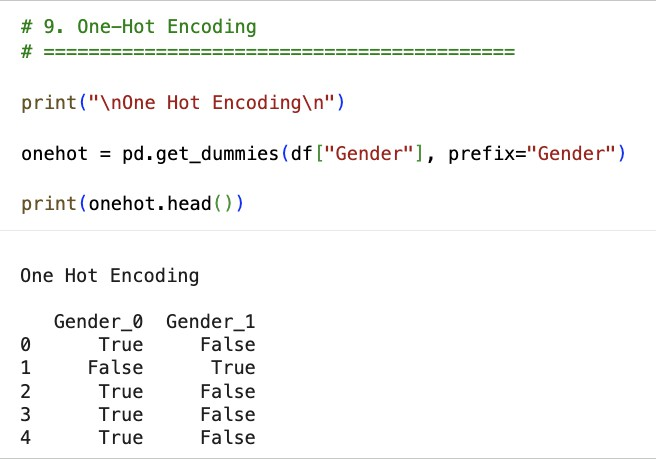 # 9. One-Hot Encoding
# ==========================================
print("\nOne Hot Encoding\n")
onehot = pd.get_dummies(df["Gender"], prefix="Gender")
print(onehot.head())
One Hot Encoding
Gender_0 Gender_1
0 True False
1 False True
2 True False
3 True False
4 True False